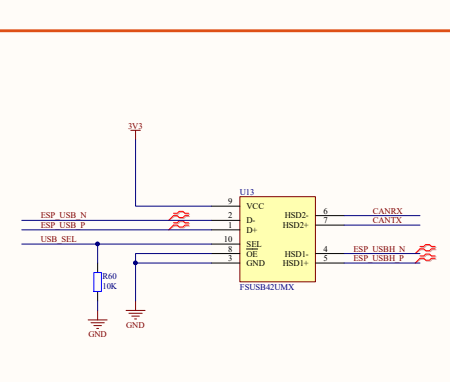 3V3
U13
9 VCC
ESP_USB_N 2 D- HSD2- 6 CANRX
ESP_USB_P 1 D+ HSD2+ 7 CANTX
USB_SEL 10 SEL
8 OE HSD1- 4 ESP_USBH_N
3 GND HSD1+ 5 ESP_USBH_P
R60
10K
FSUSB42UMX
GND
GND